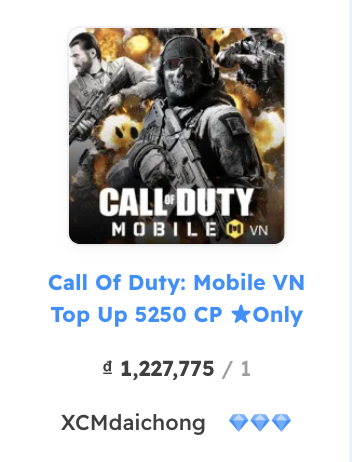 CALL OF DUTY
MOBILE VN
Call Of Duty: Mobile VN
Top Up 5250 CP ★Only
₫ 1,227,775 / 1
XCMdaichong 💎💎💎